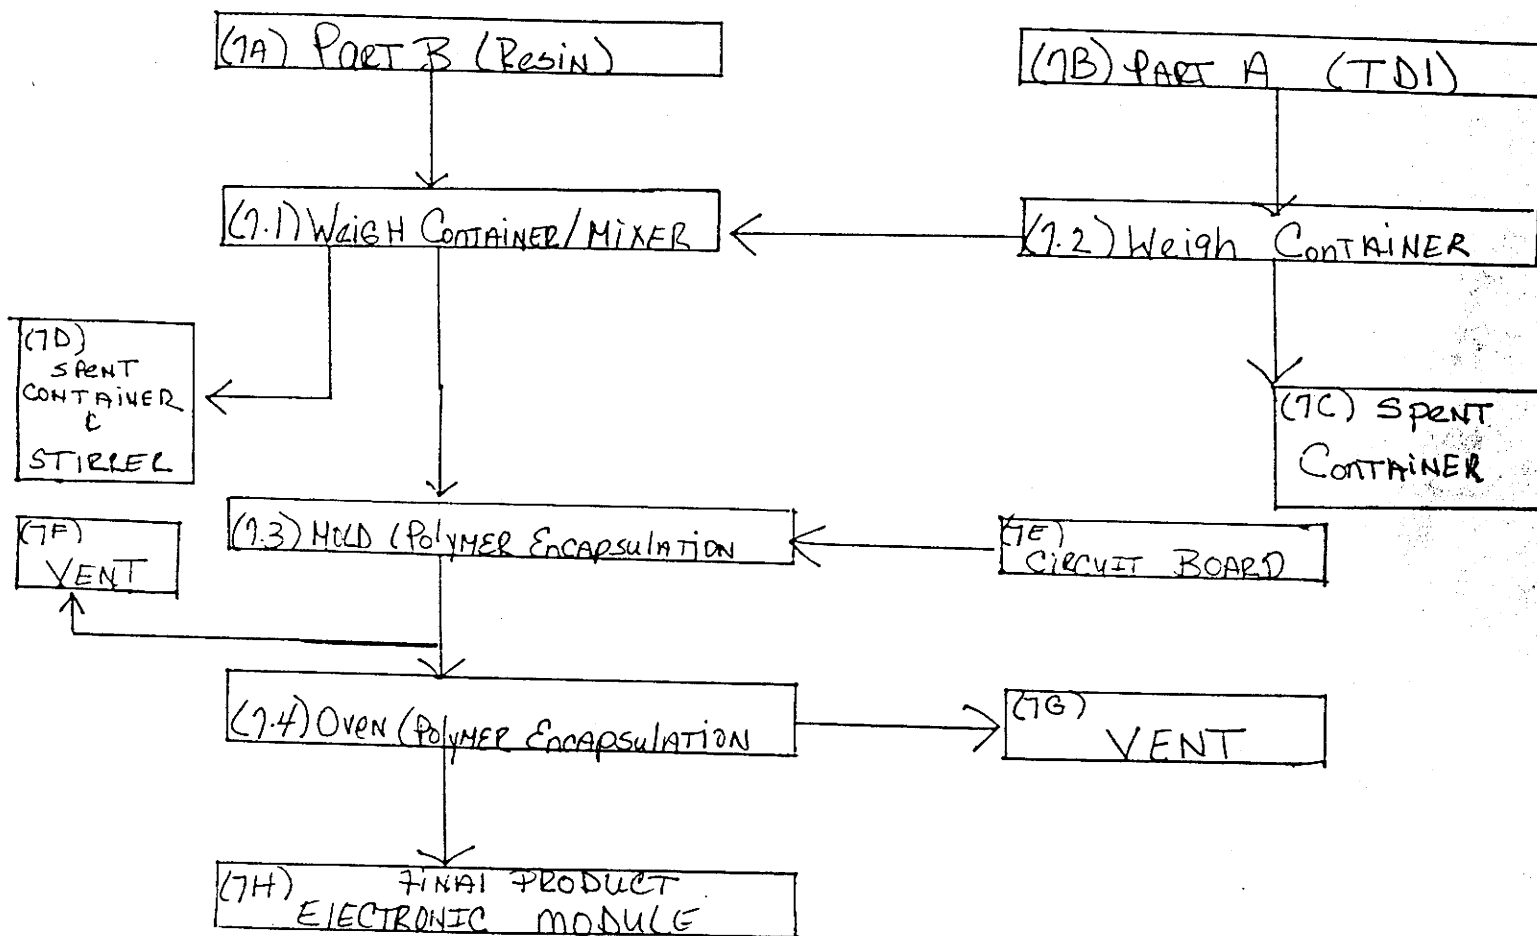 (7A) Part B (Resin)
(7B) PART A (TDI)
(7.1) Weigh Container/Mixer
(7.2) Weigh Container
(7D)
Spent
Container
&
Stirrer
(7C) Spent
Container
(7.3) Mold (Polymer Encapsulation
(7E)
Circuit Board
(7F)
VENT
(7.4) Oven (Polymer Encapsulation
(7G)
VENT
(7H) Final Product
Electronic Module